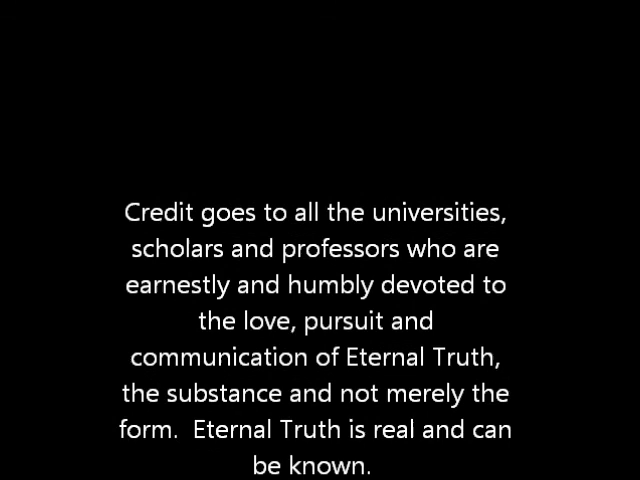 Credit goes to all the universities,
scholars and professors who are
earnestly and humbly devoted to
the love, pursuit and
communication of Eternal Truth,
the substance and not merely the
form.  Eternal Truth is real and can
be known.